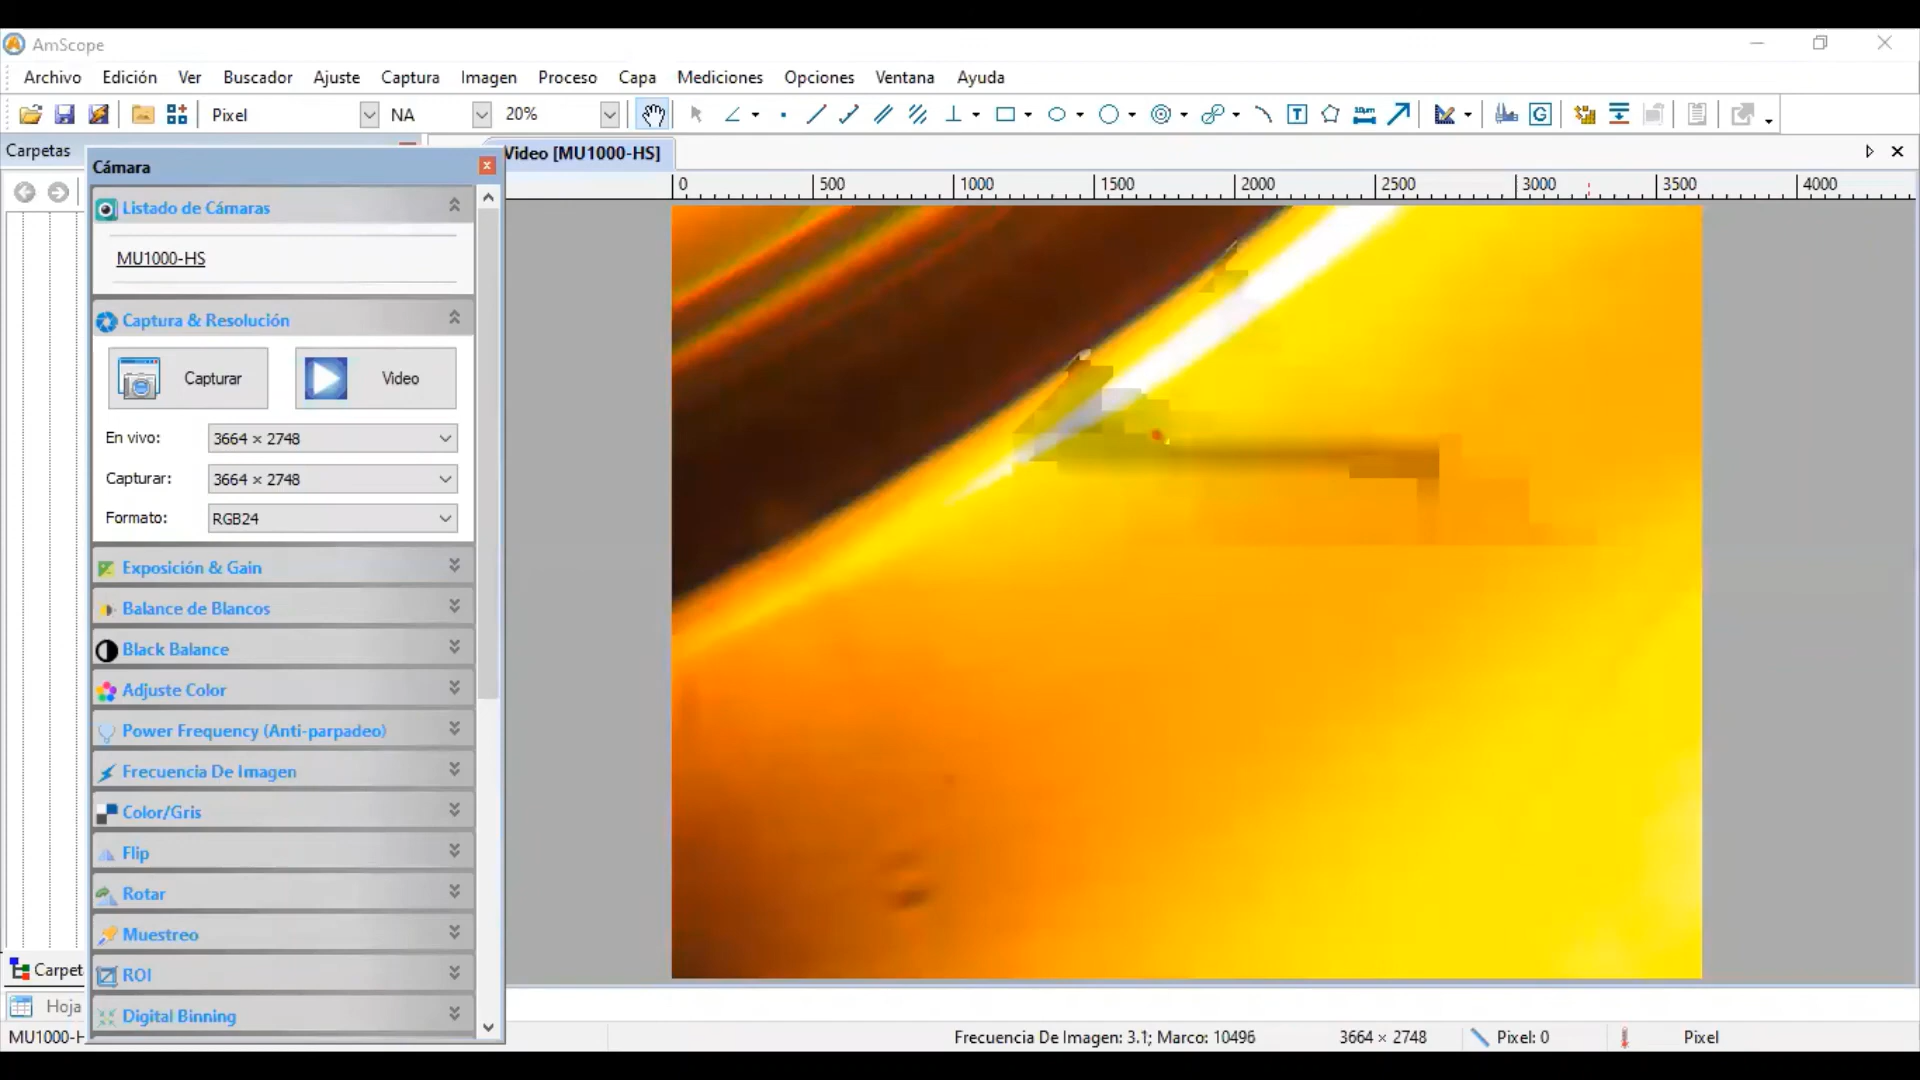 AmScope
Archivo Edición Ver Buscador Ajuste Captura Imagen Proceso Capa Mediciones Opciones Ventana Ayuda
Pixel NA 20%
Carpetas
Video [MU1000-HS]
Cámara
0 500 1000 1500 2000 2500 3000 3500 4000
Listado de Cámaras
MU1000-HS
Captura & Resolución
Capturar Video
En vivo: 3664 × 2748
Capturar: 3664 × 2748
Formato: RGB24
Exposición & Gain
Balance de Blancos
Black Balance
Adjuste Color
Power Frequency (Anti-parpadeo)
Frecuencia De Imagen
Color/Gris
Flip
Rotar
Muestreo
ROI
Digital Binning
Carpet
Hoja
MU1000-H Frecuencia De Imagen: 3.1; Marco: 10496 3664 × 2748 Pixel: 0 Pixel